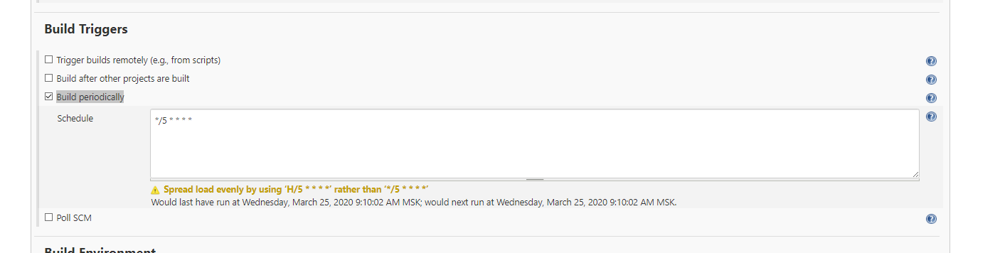 Build Triggers
Trigger builds remotely (e.g., from scripts)
Build after other projects are built
Build periodically
Schedule
*/5 * * * *
Spread load evenly by using ‘H/5 * * * *’ rather than ‘*/5 * * * *’
Would last have run at Wednesday, March 25, 2020 9:10:02 AM MSK; would next run at Wednesday, March 25, 2020 9:10:02 AM MSK.
Poll SCM
Build Environment